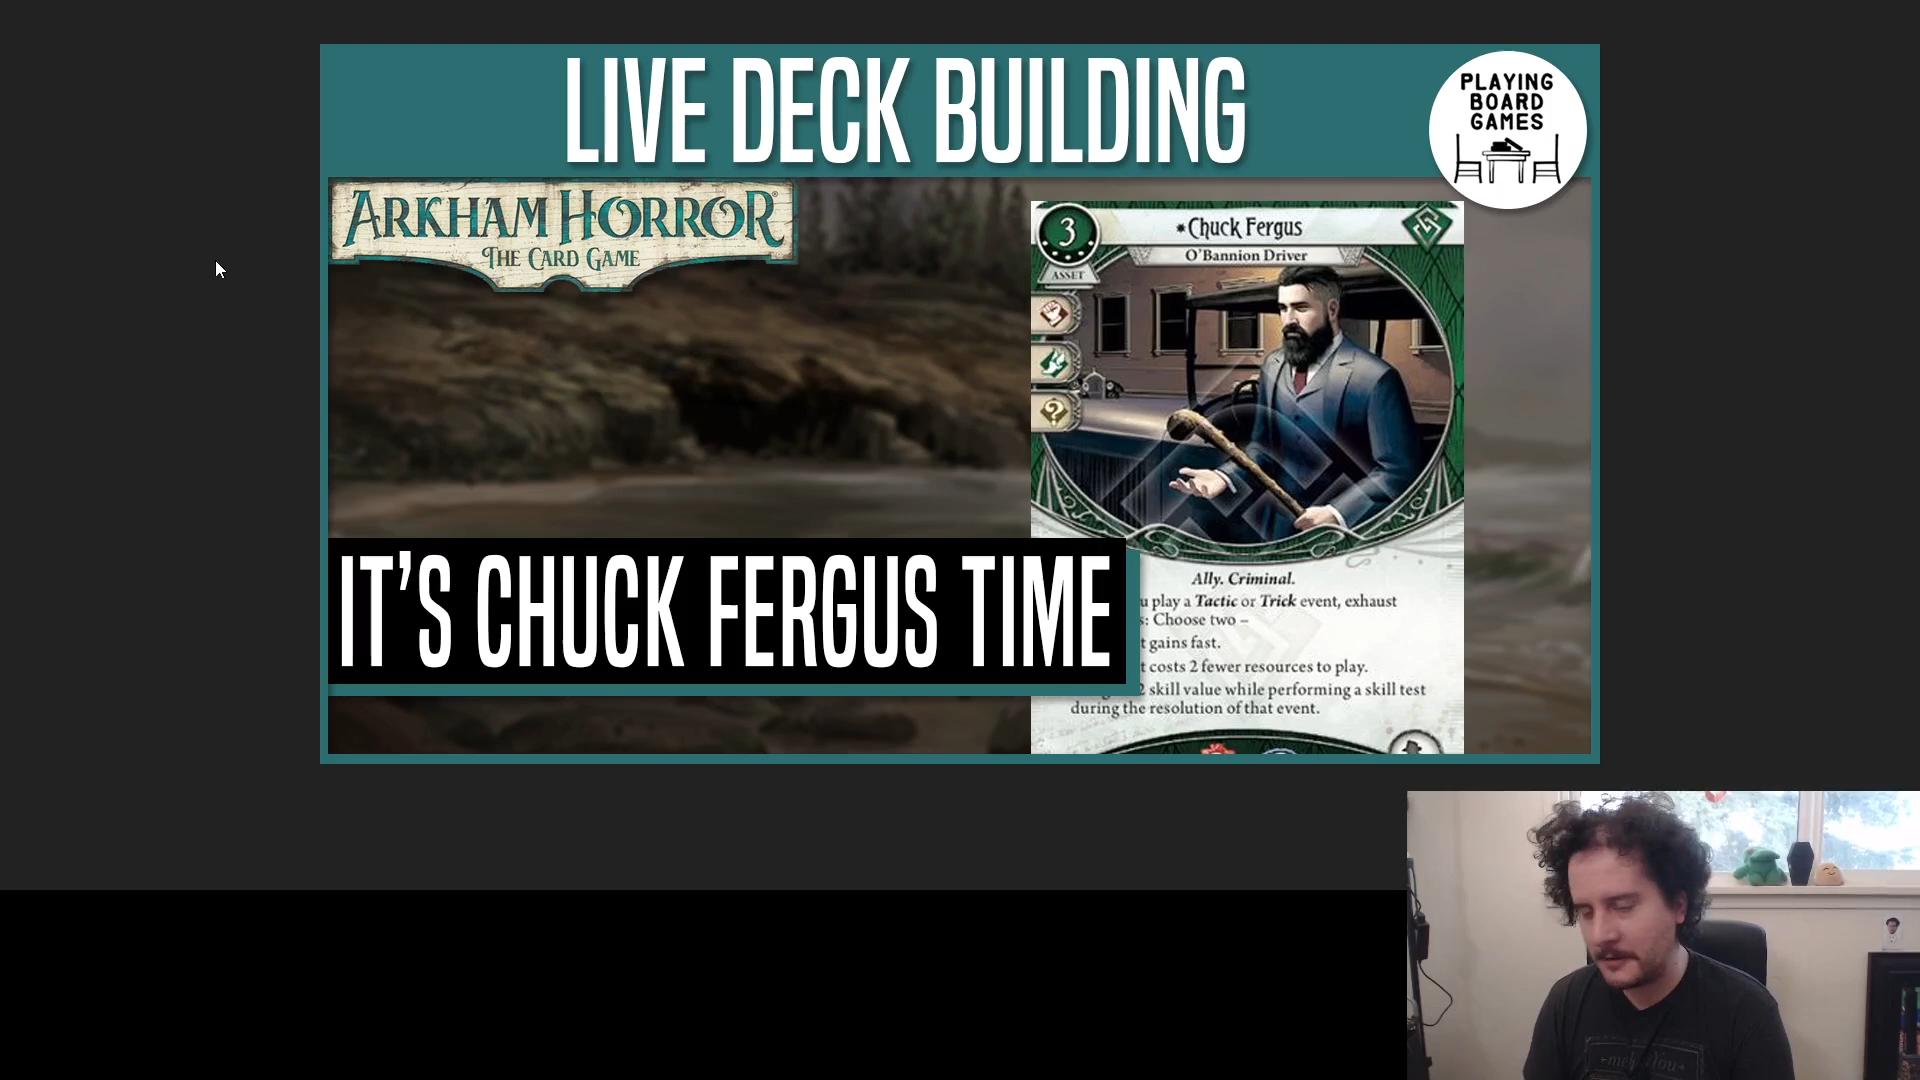 LIVE DECK BUILDING
PLAYING
BOARD
GAMES
ARKHAM HORROR®
THE CARD GAME
3
ASSET
*Chuck Fergus
O'Bannion Driver
IT'S CHUCK FERGUS TIME
Ally. Criminal.
play a Tactic or Trick event, exhaust
: Choose two –
gains fast.
costs 2 fewer resources to play.
2 skill value while performing a skill test
during the resolution of that event.